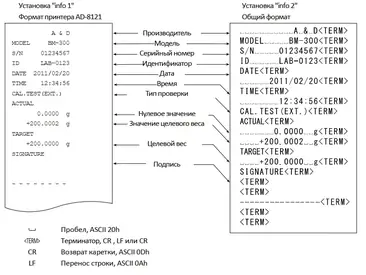 Установка "info 1"
Формат принтера AD-8121
A & D
MODEL BM-300
S/N 01234567
ID LAB-0123
DATE 2011/02/20
TIME 12:34:56
CAL.TEST(EXT.)
ACTUAL
0.0000 g
+200.0002 g
TARGET
+200.0000 g
SIGNATURE
- - - - - - - -
Производитель
Модель
Серийный номер
Идентификатор
Дата
Время
Тип проверки
Нулевое значение
Значение целевого веса
Целевой вес
Подпись
Установка "info 2"
Общий формат
A␣&␣D<TERM>
MODEL BM-300<TERM>
S/N 01234567<TERM>
ID LAB-0123<TERM>
DATE<TERM>
2011/02/20<TERM>
TIME<TERM>
12:34:56<TERM>
CAL.TEST(EXT.)<TERM>
ACTUAL<TERM>
0.0000 g<TERM>
+200.0002 g<TERM>
TARGET<TERM>
+200.0000 g<TERM>
SIGNATURE<TERM>
<TERM>
<TERM>
--------------------<TERM>
<TERM>
<TERM>
␣ Пробел, ASCII 20h
<TERM> Терминатор, CR , LF или CR
CR Возврат каретки, ASCII 0Dh
LF Перенос строки, ASCII 0Ah